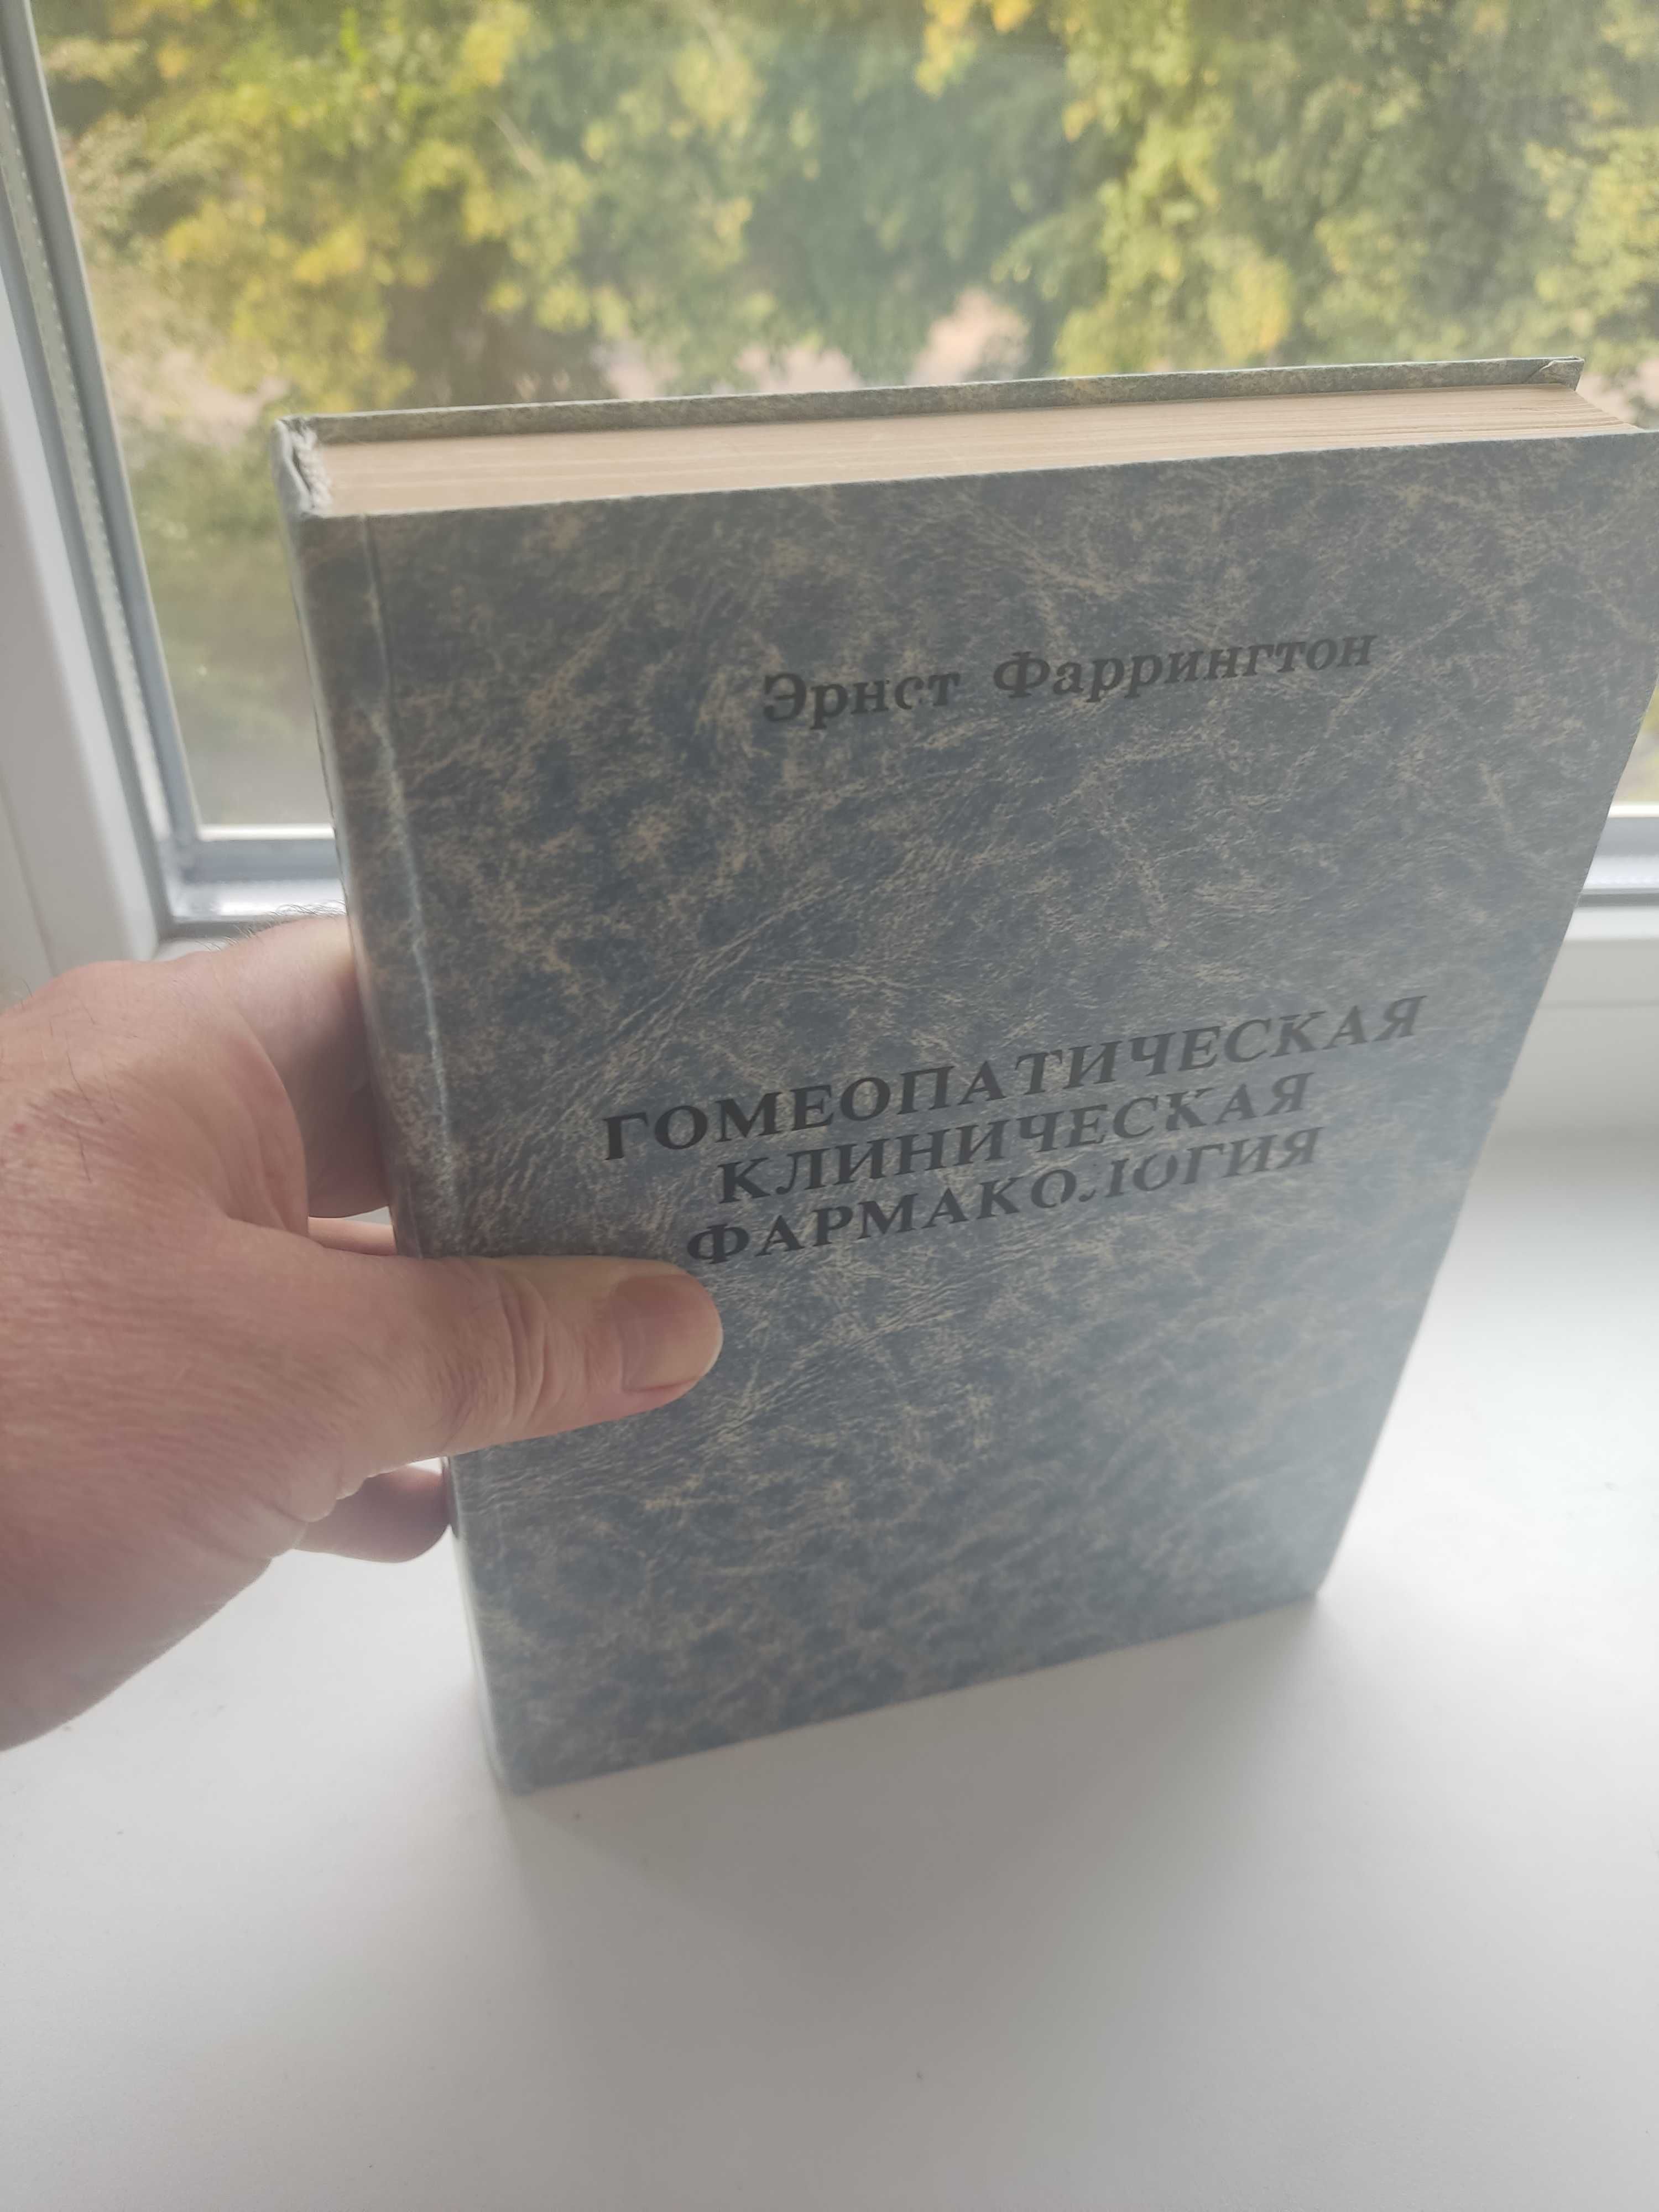 Эрнст Фаррингтон
ГОМЕОПАТИЧЕСКАЯ
КЛИНИЧЕСКАЯ
ФАРМАКОЛОГИЯ